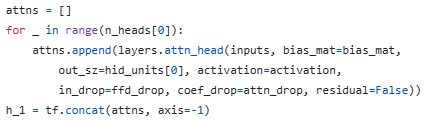 attns = []
for _ in range(n_heads[0]):
    attns.append(layers.attn_head(inputs, bias_mat=bias_mat,
        out_sz=hid_units[0], activation=activation,
        in_drop=ffd_drop, coef_drop=attn_drop, residual=False))
h_1 = tf.concat(attns, axis=-1)